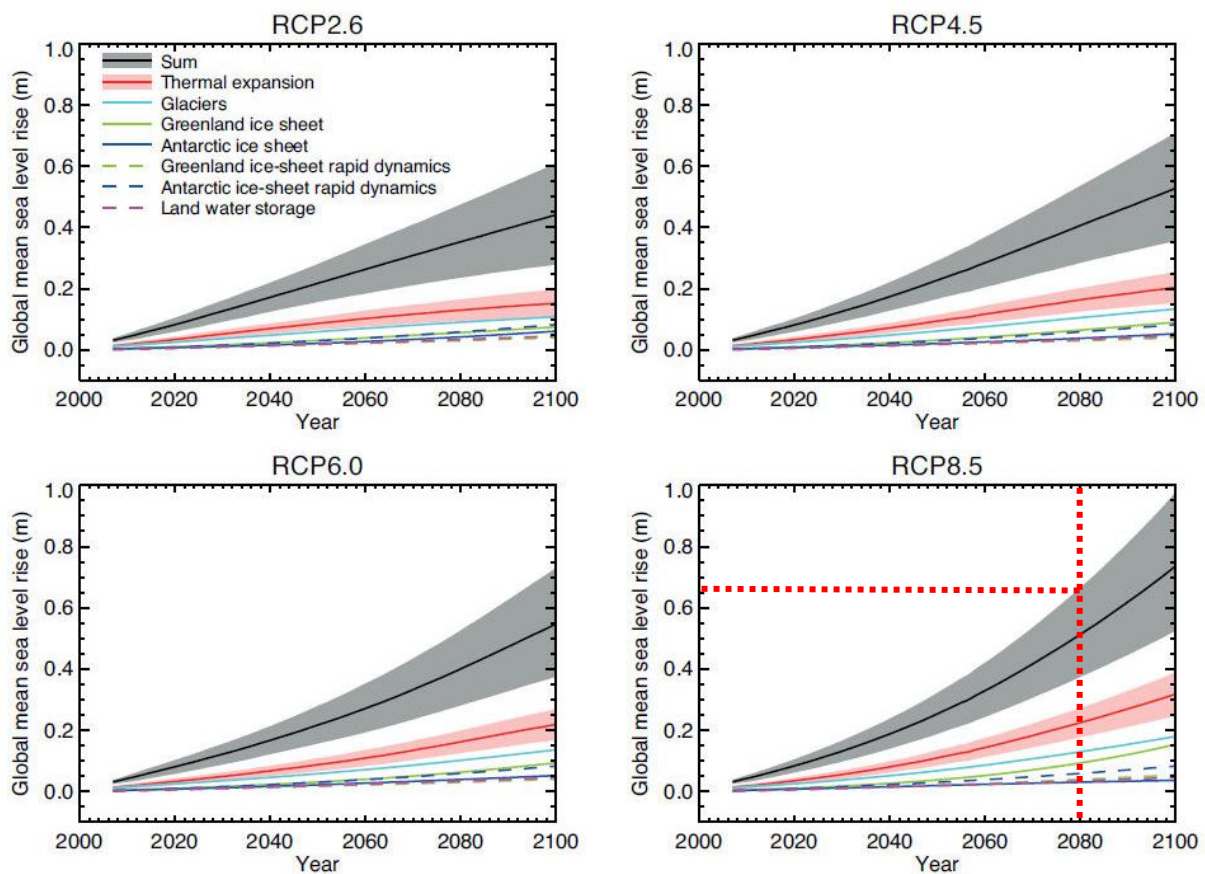 RCP2.6
Global mean sea level rise (m)
1.0
0.8
0.6
0.4
0.2
0.0
Sum
Thermal expansion
Glaciers
Greenland ice sheet
Antarctic ice sheet
Greenland ice-sheet rapid dynamics
Antarctic ice-sheet rapid dynamics
Land water storage
2000 2020 2040 2060 2080 2100
Year
RCP4.5
Global mean sea level rise (m)
1.0
0.8
0.6
0.4
0.2
0.0
2000 2020 2040 2060 2080 2100
Year
RCP6.0
Global mean sea level rise (m)
1.0
0.8
0.6
0.4
0.2
0.0
2000 2020 2040 2060 2080 2100
Year
RCP8.5
Global mean sea level rise (m)
1.0
0.8
0.6
0.4
0.2
0.0
2000 2020 2040 2060 2080 2100
Year